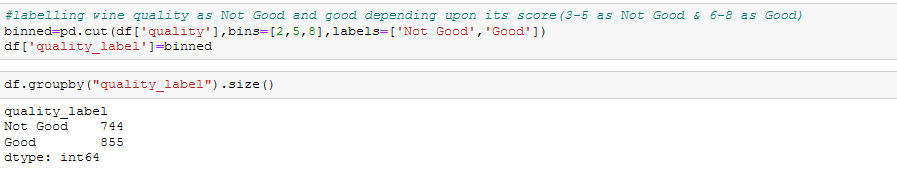 #labelling wine quality as Not Good and good depending upon its score(3-5 as Not Good & 6-8 as Good)
binned=pd.cut(df['quality'],bins=[2,5,8],labels=['Not Good','Good'])
df['quality_label']=binned
df.groupby("quality_label").size()
quality_label
Not Good    744
Good        855
dtype: int64